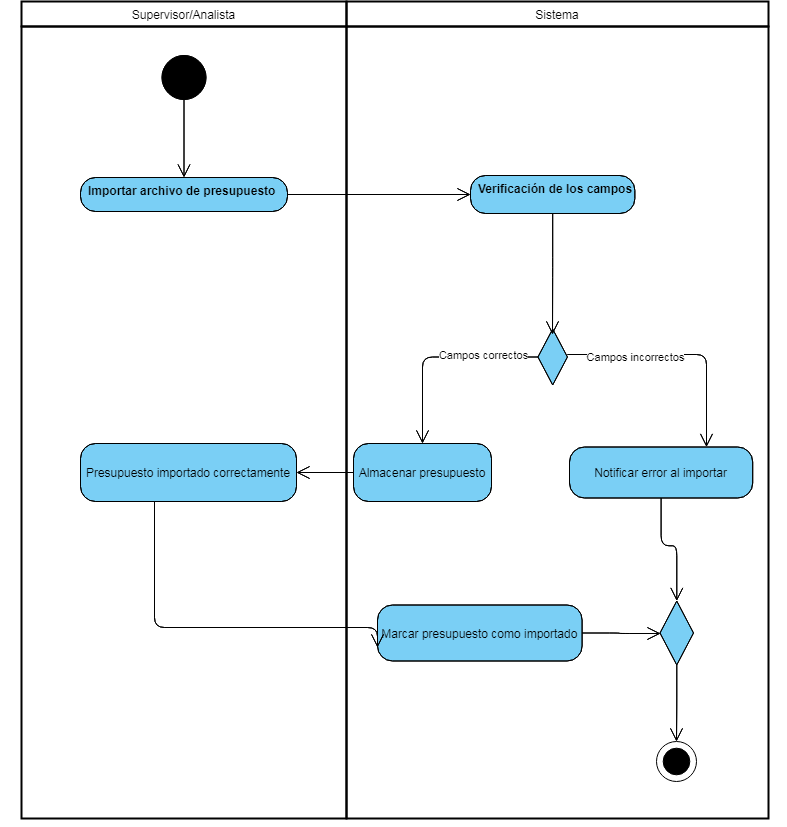 Supervisor/Analista
Sistema
Importar archivo de presupuesto
Verificación de los campos
Campos correctos
Campos incorrectos
Presupuesto importado correctamente
Almacenar presupuesto
Notificar error al importar
Marcar presupuesto como importado